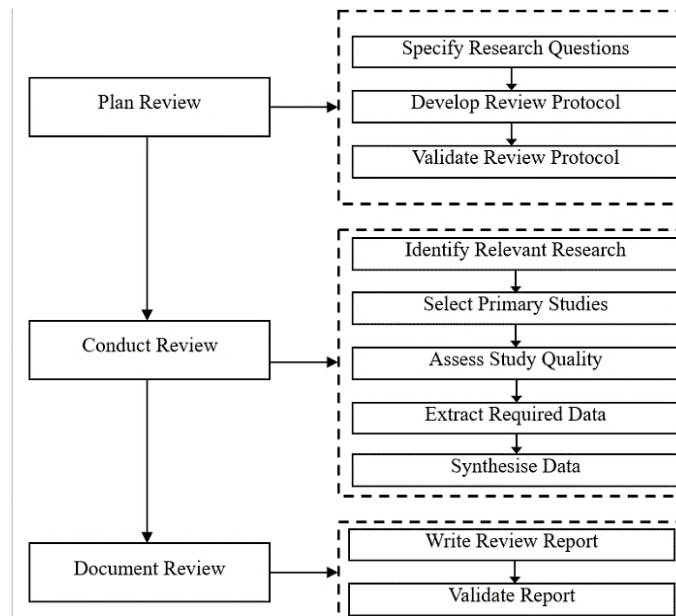 Plan Review
Specify Research Questions
Develop Review Protocol
Validate Review Protocol
Conduct Review
Identify Relevant Research
Select Primary Studies
Assess Study Quality
Extract Required Data
Synthesise Data
Document Review
Write Review Report
Validate Report